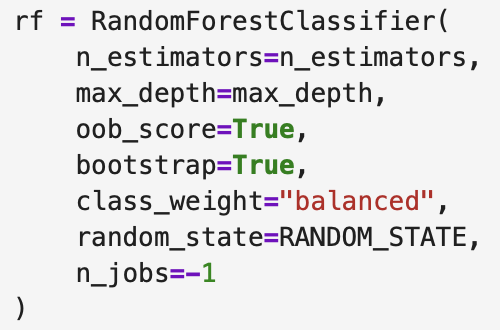 rf = RandomForestClassifier(
    n_estimators=n_estimators,
    max_depth=max_depth,
    oob_score=True,
    bootstrap=True,
    class_weight="balanced",
    random_state=RANDOM_STATE,
    n_jobs=-1
)